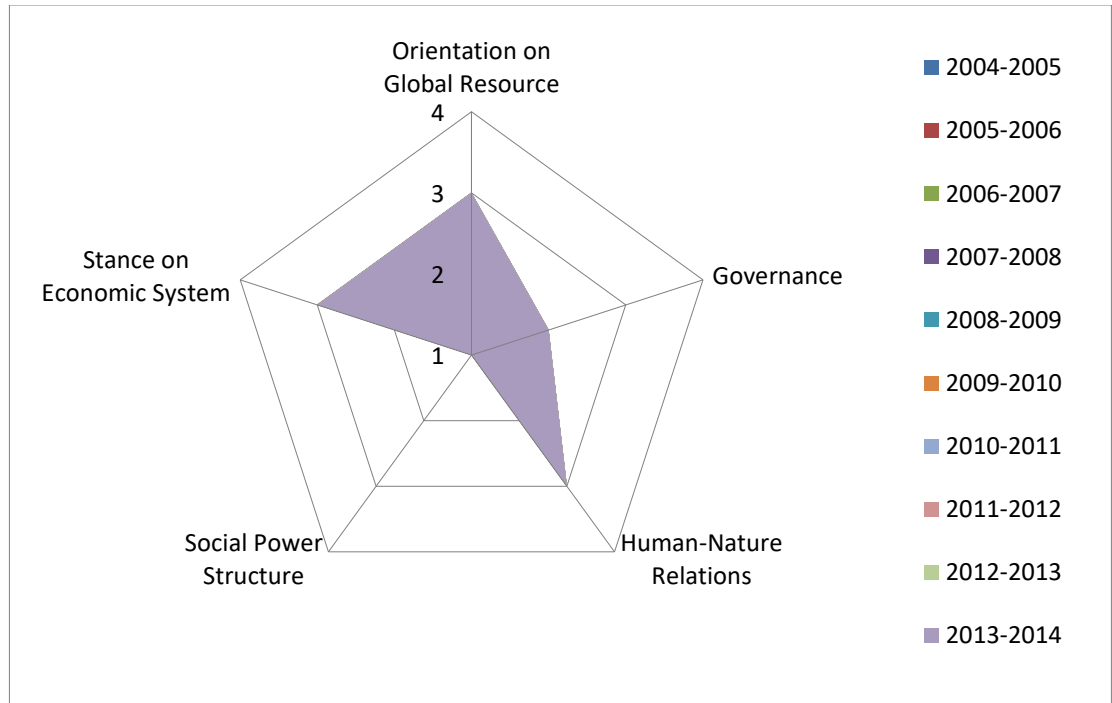 Orientation on
Global Resource
4
3
2
1
Governance
Human-Nature
Relations
Social Power
Structure
Stance on
Economic System
2004-2005
2005-2006
2006-2007
2007-2008
2008-2009
2009-2010
2010-2011
2011-2012
2012-2013
2013-2014